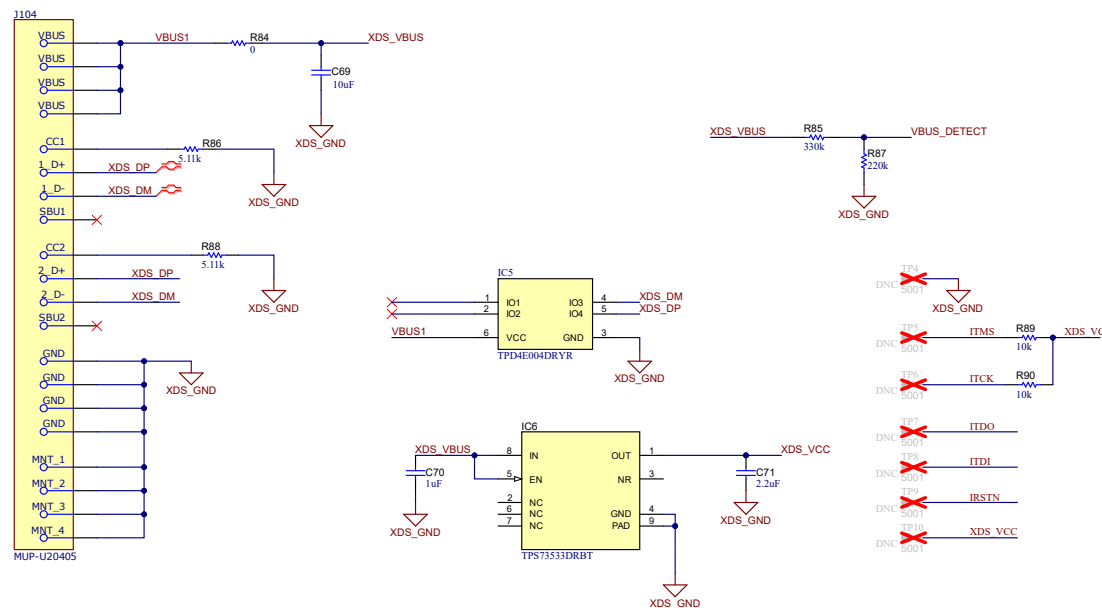 J104
VBUS
VBUS1
R84
0
XDS_VBUS
VBUS
VBUS
VBUS
C69
10uF
XDS_GND
CC1
R86
5.11k
1_D+
XDS_DP
1_D-
XDS_DM
XDS_GND
SBU1
CC2
R88
5.11k
2_D+
XDS_DP
2_D-
XDS_DM
XDS_GND
SBU2
GND
GND
GND
GND
XDS_GND
MNT_1
MNT_2
MNT_3
MNT_4
MUP-U20405
XDS_VBUS
R85
330k
VBUS_DETECT
R87
220k
XDS_GND
IC5
1
IO1
IO3
4
XDS_DM
2
IO2
IO4
5
XDS_DP
VBUS1
6
VCC
GND
3
TPD4E004DRYR
XDS_GND
IC6
XDS_VBUS
8
IN
OUT
1
XDS_VCC
C70
1uF
5
EN
NR
3
C71
2.2uF
2
NC
6
NC
7
NC
GND
4
PAD
9
XDS_GND
XDS_GND
TPS73533DRBT
XDS_GND
TP4
DNC
5001
XDS_GND
TP5
DNC
5001
ITMS
R89
10k
XDS_VC
TP6
DNC
5001
ITCK
R90
10k
TP7
DNC
5001
ITDO
TP8
DNC
5001
ITDI
TP9
DNC
5001
IRSTN
TP10
DNC
5001
XDS_VCC